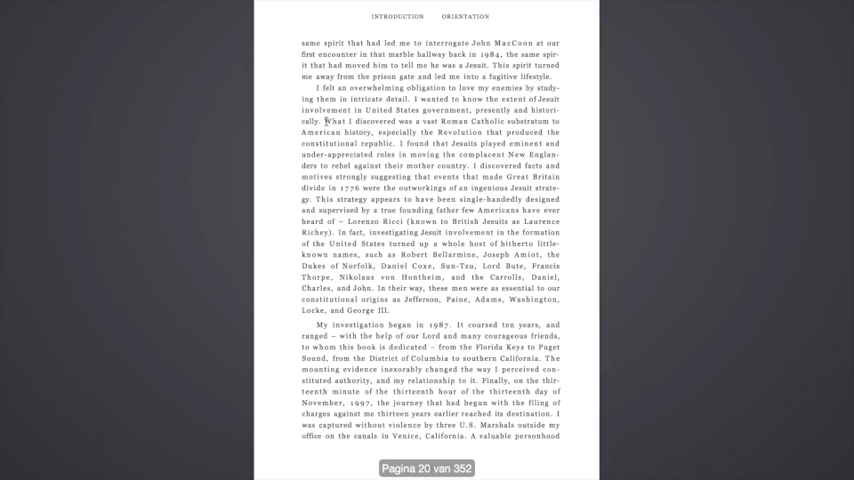 INTRODUCTION ORIENTATION
same spirit that had led me to interrogate John MacCoon at our
first encounter in that marble hallway back in 1984, the same spir-
it that had moved him to tell me he was a Jesuit. This spirit turned
me away from the prison gate and led me into a fugitive lifestyle.
I felt an overwhelming obligation to love my enemies by study-
ing them in intricate detail. I wanted to know the extent of Jesuit
involvement in United States government, presently and histori-
cally. What I discovered was a vast Roman Catholic substratum to
American history, especially the Revolution that produced the
constitutional republic. I found that Jesuits played eminent and
under-appreciated roles in moving the complacent New Englan-
ders to rebel against their mother country. I discovered facts and
motives strongly suggesting that events that made Great Britain
divide in 1776 were the outworkings of an ingenious Jesuit strate-
gy. This strategy appears to have been single-handedly designed
and supervised by a true founding father few Americans have ever
heard of – Lorenzo Ricci (known to British Jesuits as Laurence
Richey). In fact, investigating Jesuit involvement in the formation
of the United States turned up a whole host of hitherto little-
known names, such as Robert Bellarmine, Joseph Amiot, the
Dukes of Norfolk, Daniel Coxe, Sun-Tzu, Lord Bute, Francis
Thorpe, Nikolaus von Hontheim, and the Carrolls, Daniel,
Charles, and John. In their way, these men were as essential to our
constitutional origins as Jefferson, Paine, Adams, Washington,
Locke, and George III.
My investigation began in 1987. It coursed ten years, and
ranged – with the help of our Lord and many courageous friends,
to whom this book is dedicated – from the Florida Keys to Puget
Sound, from the District of Columbia to southern California. The
mounting evidence inexorably changed the way I perceived con-
stituted authority, and my relationship to it. Finally, on the thir-
teenth minute of the thirteenth hour of the thirteenth day of
November, 1997, the journey that had begun with the filing of
charges against me thirteen years earlier reached its destination. I
was captured without violence by three U.S. Marshals outside my
office on the canals in Venice, California. A valuable personhood
Pagina 20 van 352